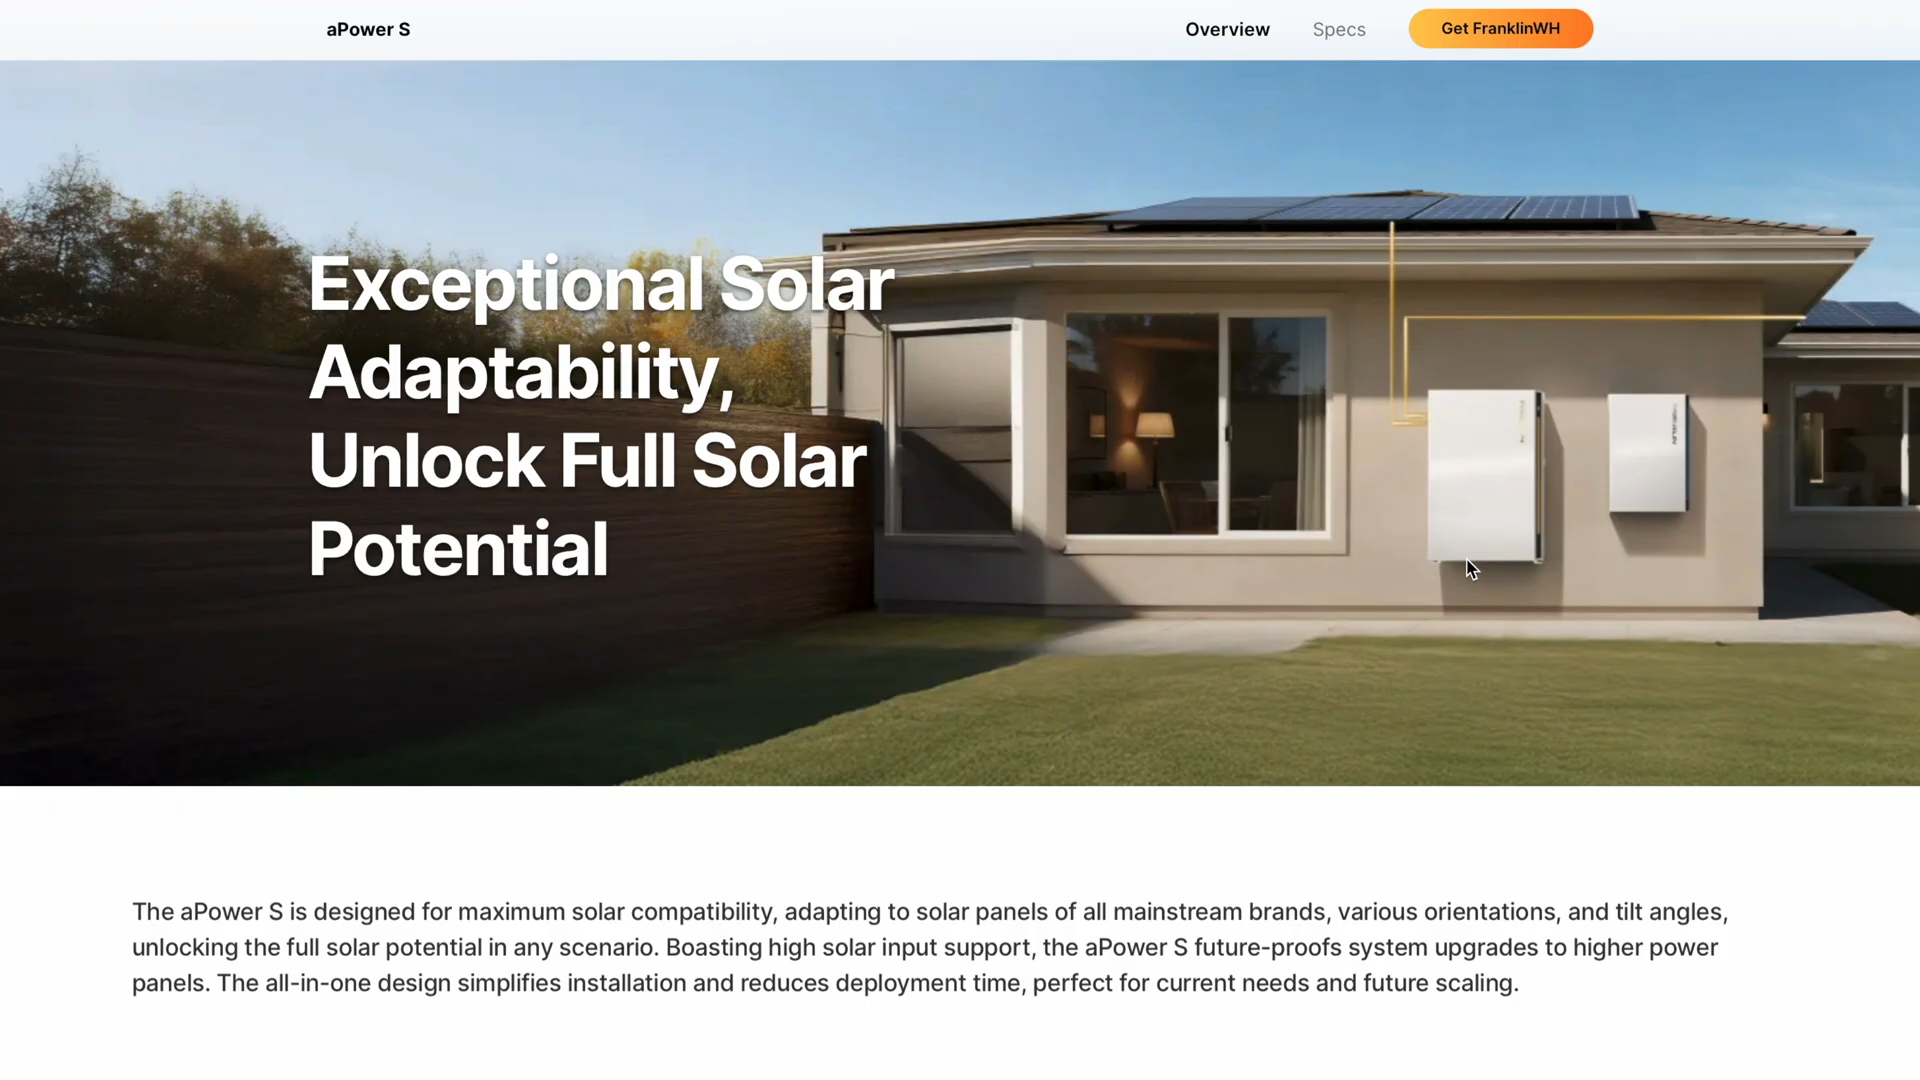 aPower S
Overview
Specs
Get FranklinWH
Exceptional Solar
Adaptability,
Unlock Full Solar
Potential
The aPower S is designed for maximum solar compatibility, adapting to solar panels of all mainstream brands, various orientations, and tilt angles,
unlocking the full solar potential in any scenario. Boasting high solar input support, the aPower S future-proofs system upgrades to higher power
panels. The all-in-one design simplifies installation and reduces deployment time, perfect for current needs and future scaling.